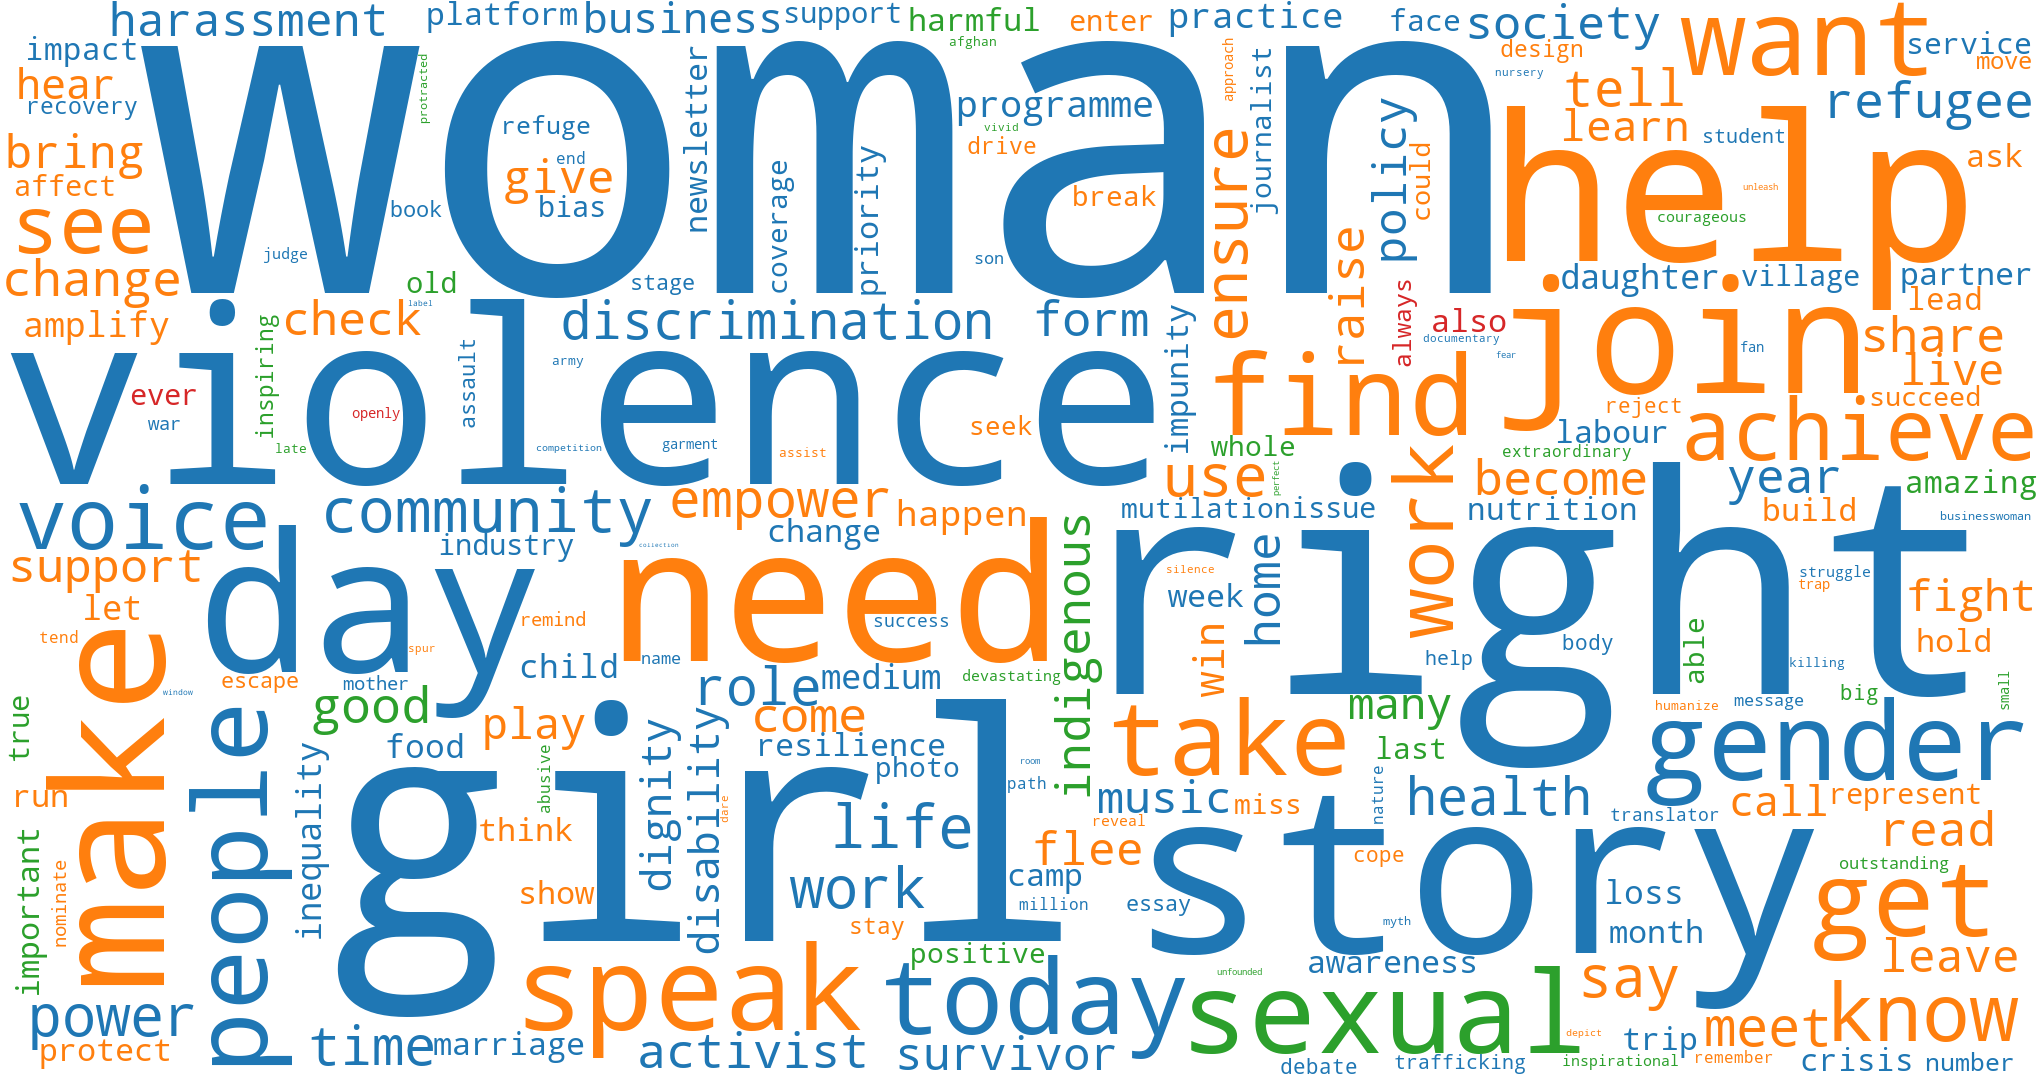 harassment
platform
business
support
harmful
enter
practice
face
society
want
impact
afghan
design
service
hear
move
woman
recovery
protracted
approach
nursery
tell
programme
refugee
refuge
newsletter
vivid
journalist
learn
student
help
bring
end
give
drive
ensure
policy
could
ask
affect
coverage
priority
break
unleash
see
book
bias
courageous
judge
son
change
old
stage
raise
daughter
village
partner
label
always
lead
amplify
inspiring
check
discrimination
form
impunity
also
join
share
violence
assault
army
documentary
fan
fear
find
live
ever
reject
succeed
war
openly
seek
achieve
late
competition
garment
assist
whole
labour
extraordinary
use
perfect
work
become
year
amazing
voice
community
empower
happen
mutilationissue
nutrition
build
industry
change
indigenous
home
businesswoman
collection
right
support
day
need
silence
week
struggle
trap
fight
let
remind
success
tend
spur
win
help
body
able
hold
make
escape
mother
child
name
devastating
killing
window
good
role
medium
many
humanize
message
big
small
true
people
play
come
take
last
gender
food
resilience
inequality
abusive
dignity
disability
photo
room
path
run
girl
dare
music
miss
nature
health
call
represent
think
life
reveal
translator
read
important
flee
story
cope
outstanding
nominate
show
work
camp
loss
get
million
essay
stay
myth
month
positive
awareness
leave
speak
today
unfounded
sexual
say
power
know
time
marriage
activist
survivor
depict
trip
meet
protect
debate
trafficking
inspirational
remember
crisis
number